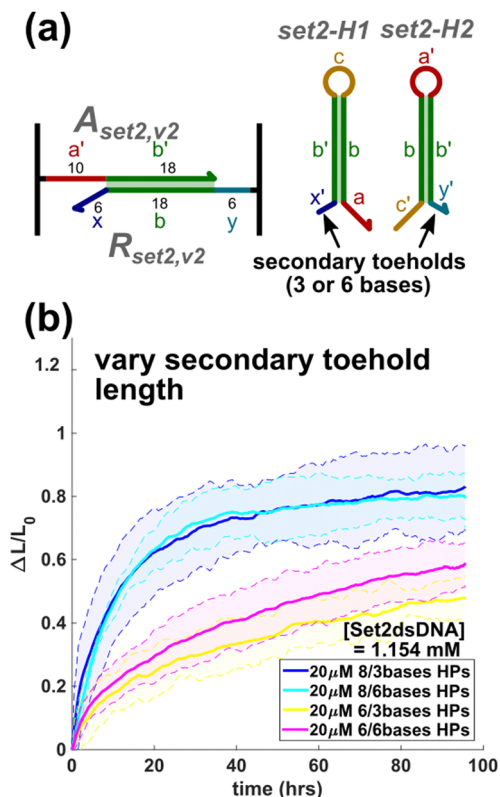 (a)
set2-H1 set2-H2
A set2,v2
a' b'
10 18
6 18 6
x b y
R set2,v2
c a'
b' b b b'
x' a c' y'
secondary toeholds
(3 or 6 bases)
(b)
vary secondary toehold
length
ΔL/L0
1.2
1
0.8
0.6
0.4
0.2
0
[Set2dsDNA]
= 1.154 mM
20μM 8/3bases HPs
20μM 8/6bases HPs
20μM 6/3bases HPs
20μM 6/6bases HPs
0 20 40 60 80 100
time (hrs)